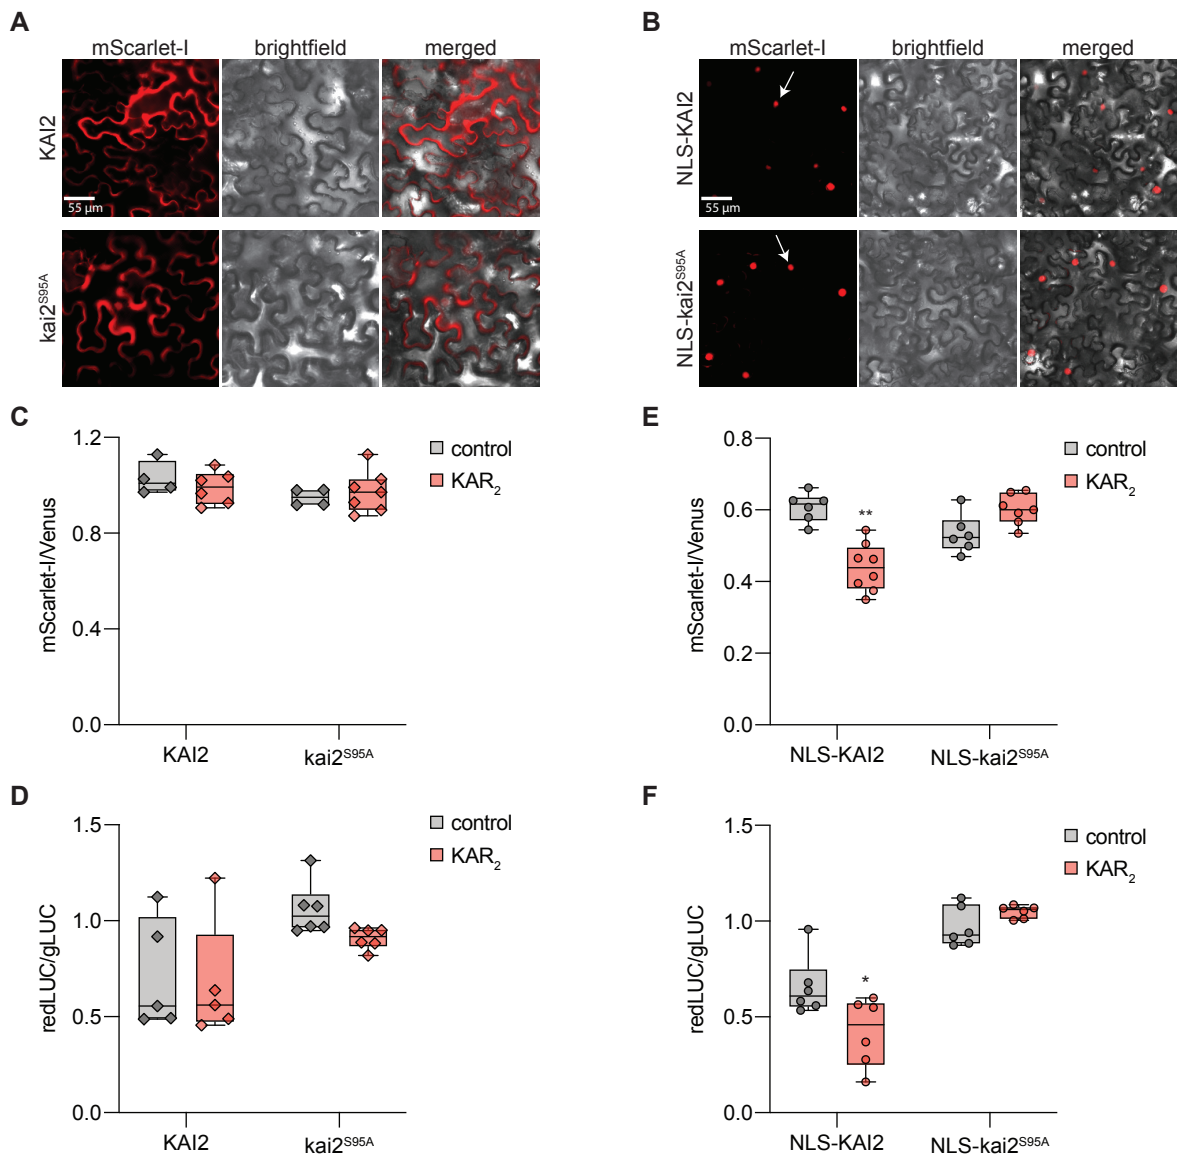 A
mScarlet-I brightfield merged
KAI2
55 µm
kai2S95A
B
mScarlet-I brightfield merged
NLS-KAI2
55 µm
NLS-kai2S95A
C
mScarlet-I/Venus
1.2
0.8
0.4
0.0
KAI2 kai2S95A
control
KAR2
D
redLUC/gLUC
1.5
1.0
0.5
0.0
KAI2 kai2S95A
control
KAR2
E
mScarlet-I/Venus
0.8
0.6
0.4
0.2
0.0
**
NLS-KAI2 NLS-kai2S95A
control
KAR2
F
redLUC/gLUC
1.5
1.0
0.5
0.0
*
NLS-KAI2 NLS-kai2S95A
control
KAR2